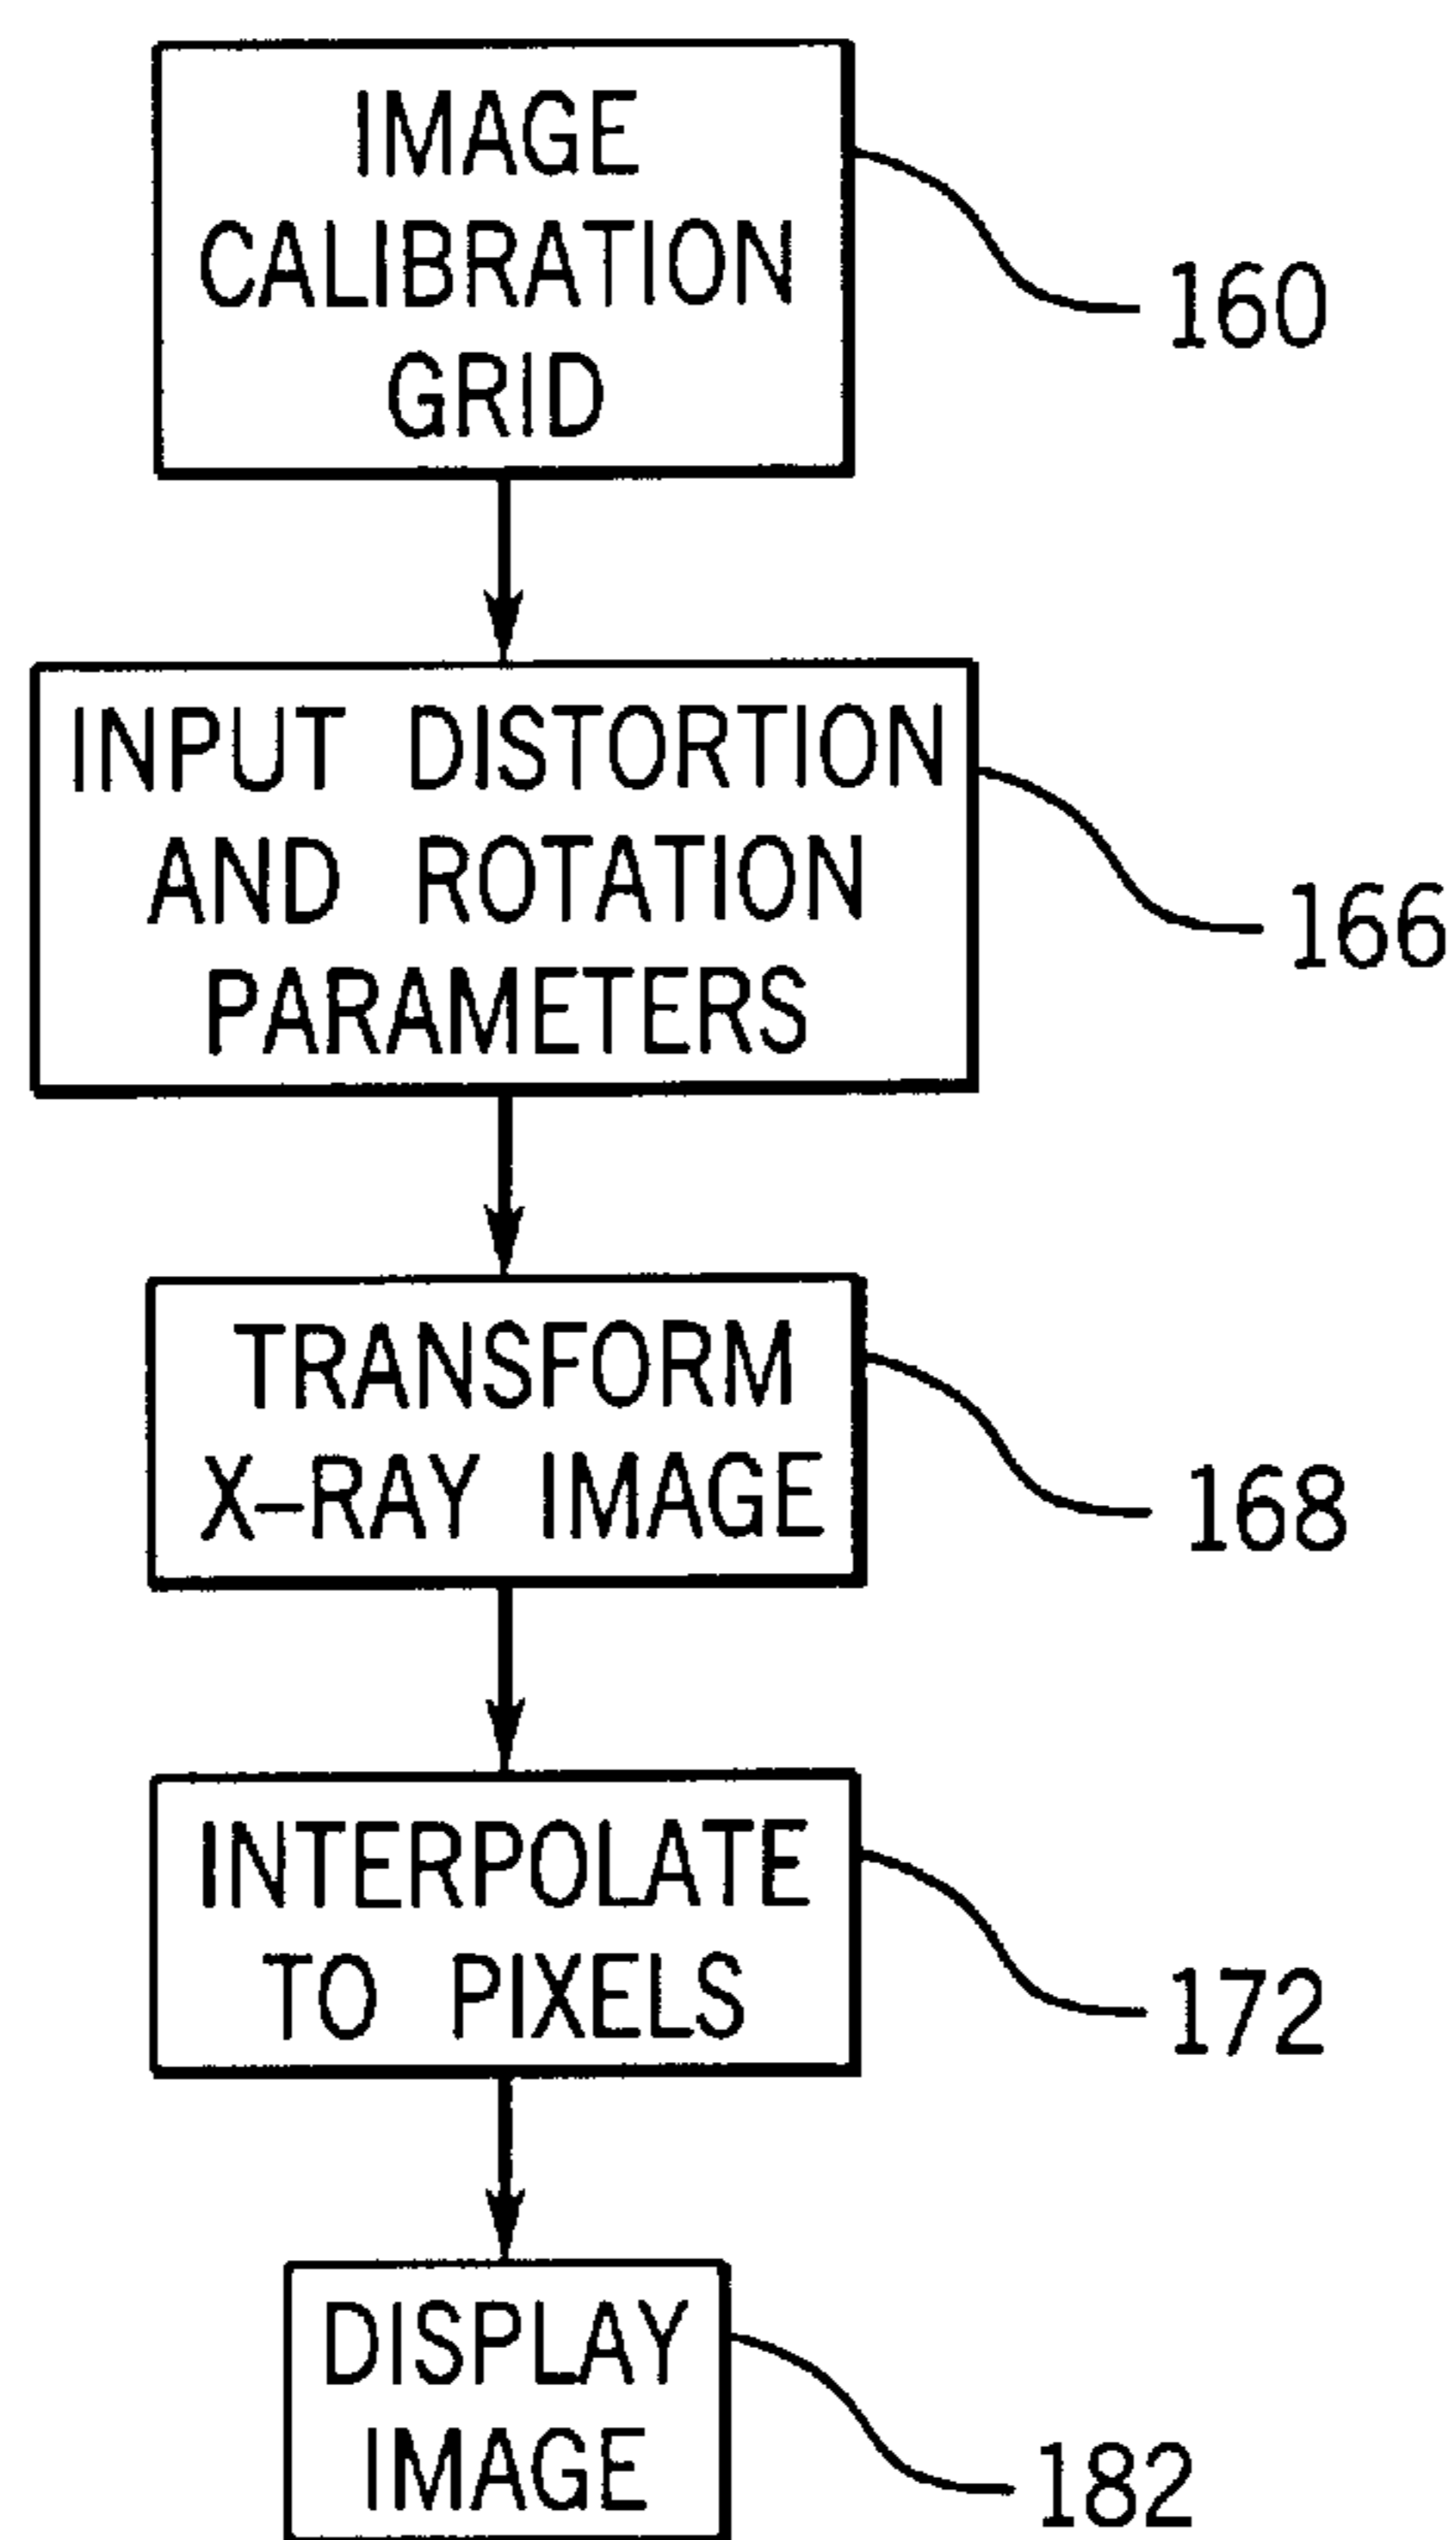 IMAGE
CALIBRATION
GRID
160
INPUT DISTORTION
AND ROTATION
PARAMETERS
166
TRANSFORM
X-RAY IMAGE
168
INTERPOLATE
TO PIXELS
172
DISPLAY
IMAGE
182